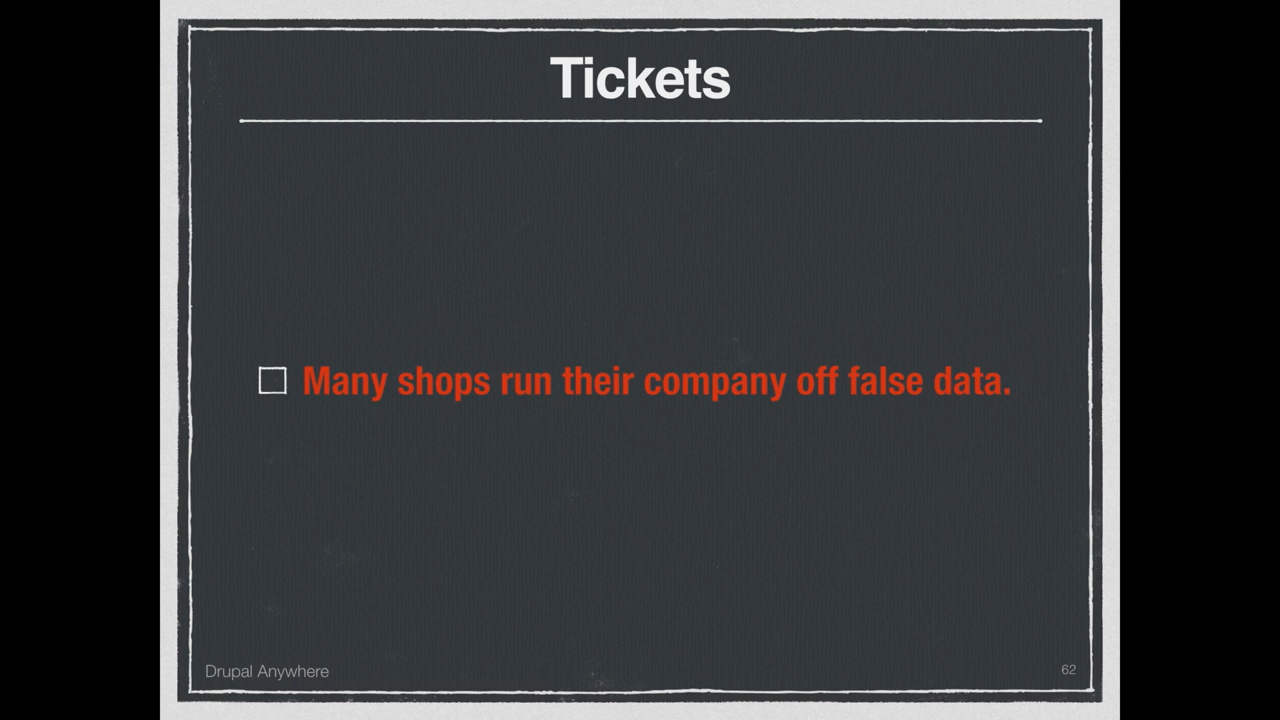 Tickets
Many shops run their company off false data.
Drupal Anywhere
62